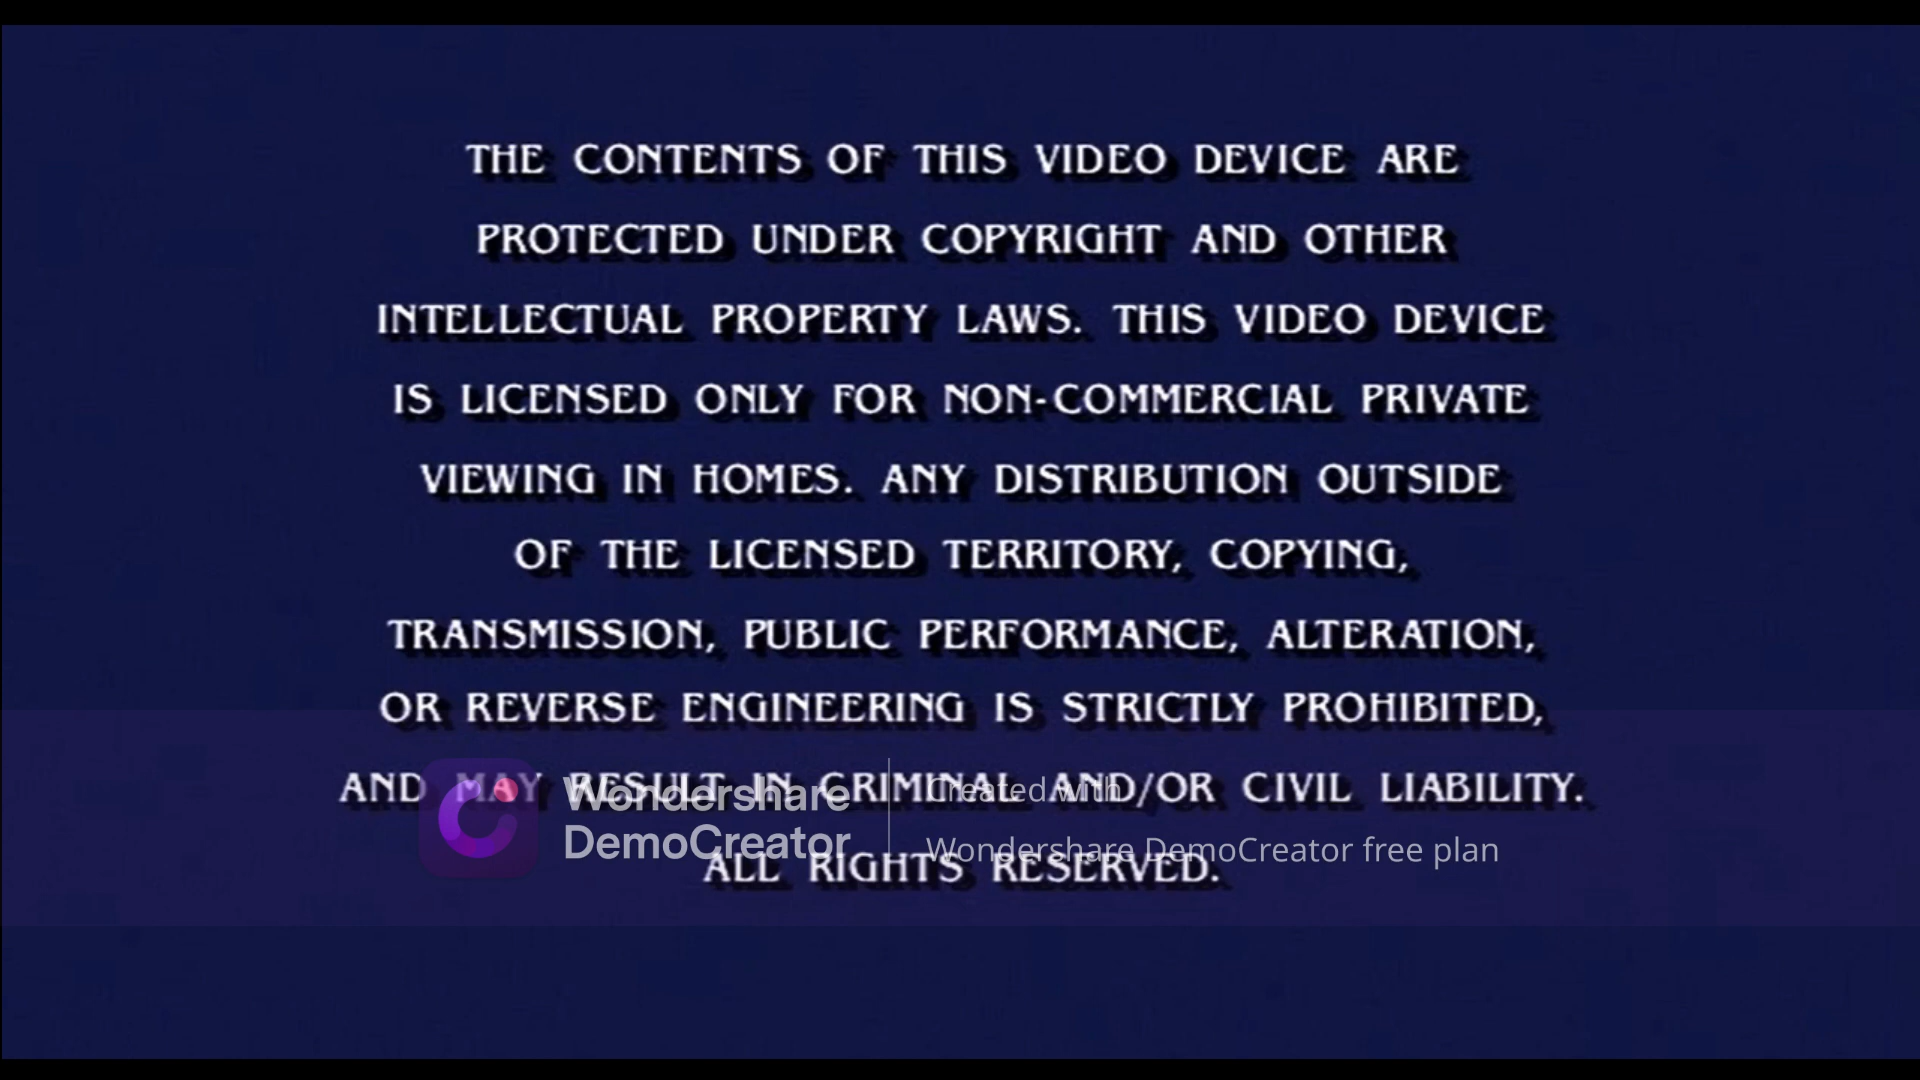 THE CONTENTS OF THIS VIDEO DEVICE ARE
PROTECTED UNDER COPYRIGHT AND OTHER
INTELLECTUAL PROPERTY LAWS. THIS VIDEO DEVICE
IS LICENSED ONLY FOR NON-COMMERCIAL PRIVATE
VIEWING IN HOMES. ANY DISTRIBUTION OUTSIDE
OF THE LICENSED TERRITORY, COPYING,
TRANSMISSION, PUBLIC PERFORMANCE, ALTERATION,
OR REVERSE ENGINEERING IS STRICTLY PROHIBITED,
AND MAY RESULT IN CRIMINAL AND/OR CIVIL LIABILITY.
ALL RIGHTS RESERVED.
Wondershare
DemoCreator
Created with
Wondershare DemoCreator free plan